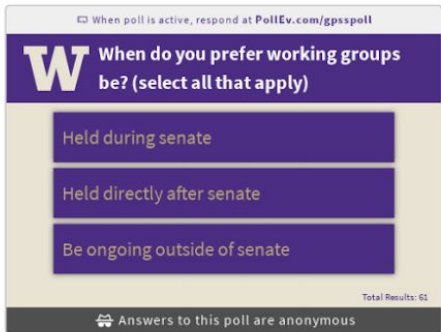 When poll is active, respond at PollEv.com/gpsspoll
W
When do you prefer working groups
be? (select all that apply)
Held during senate
Held directly after senate
Be ongoing outside of senate
Total Results: 61
Answers to this poll are anonymous